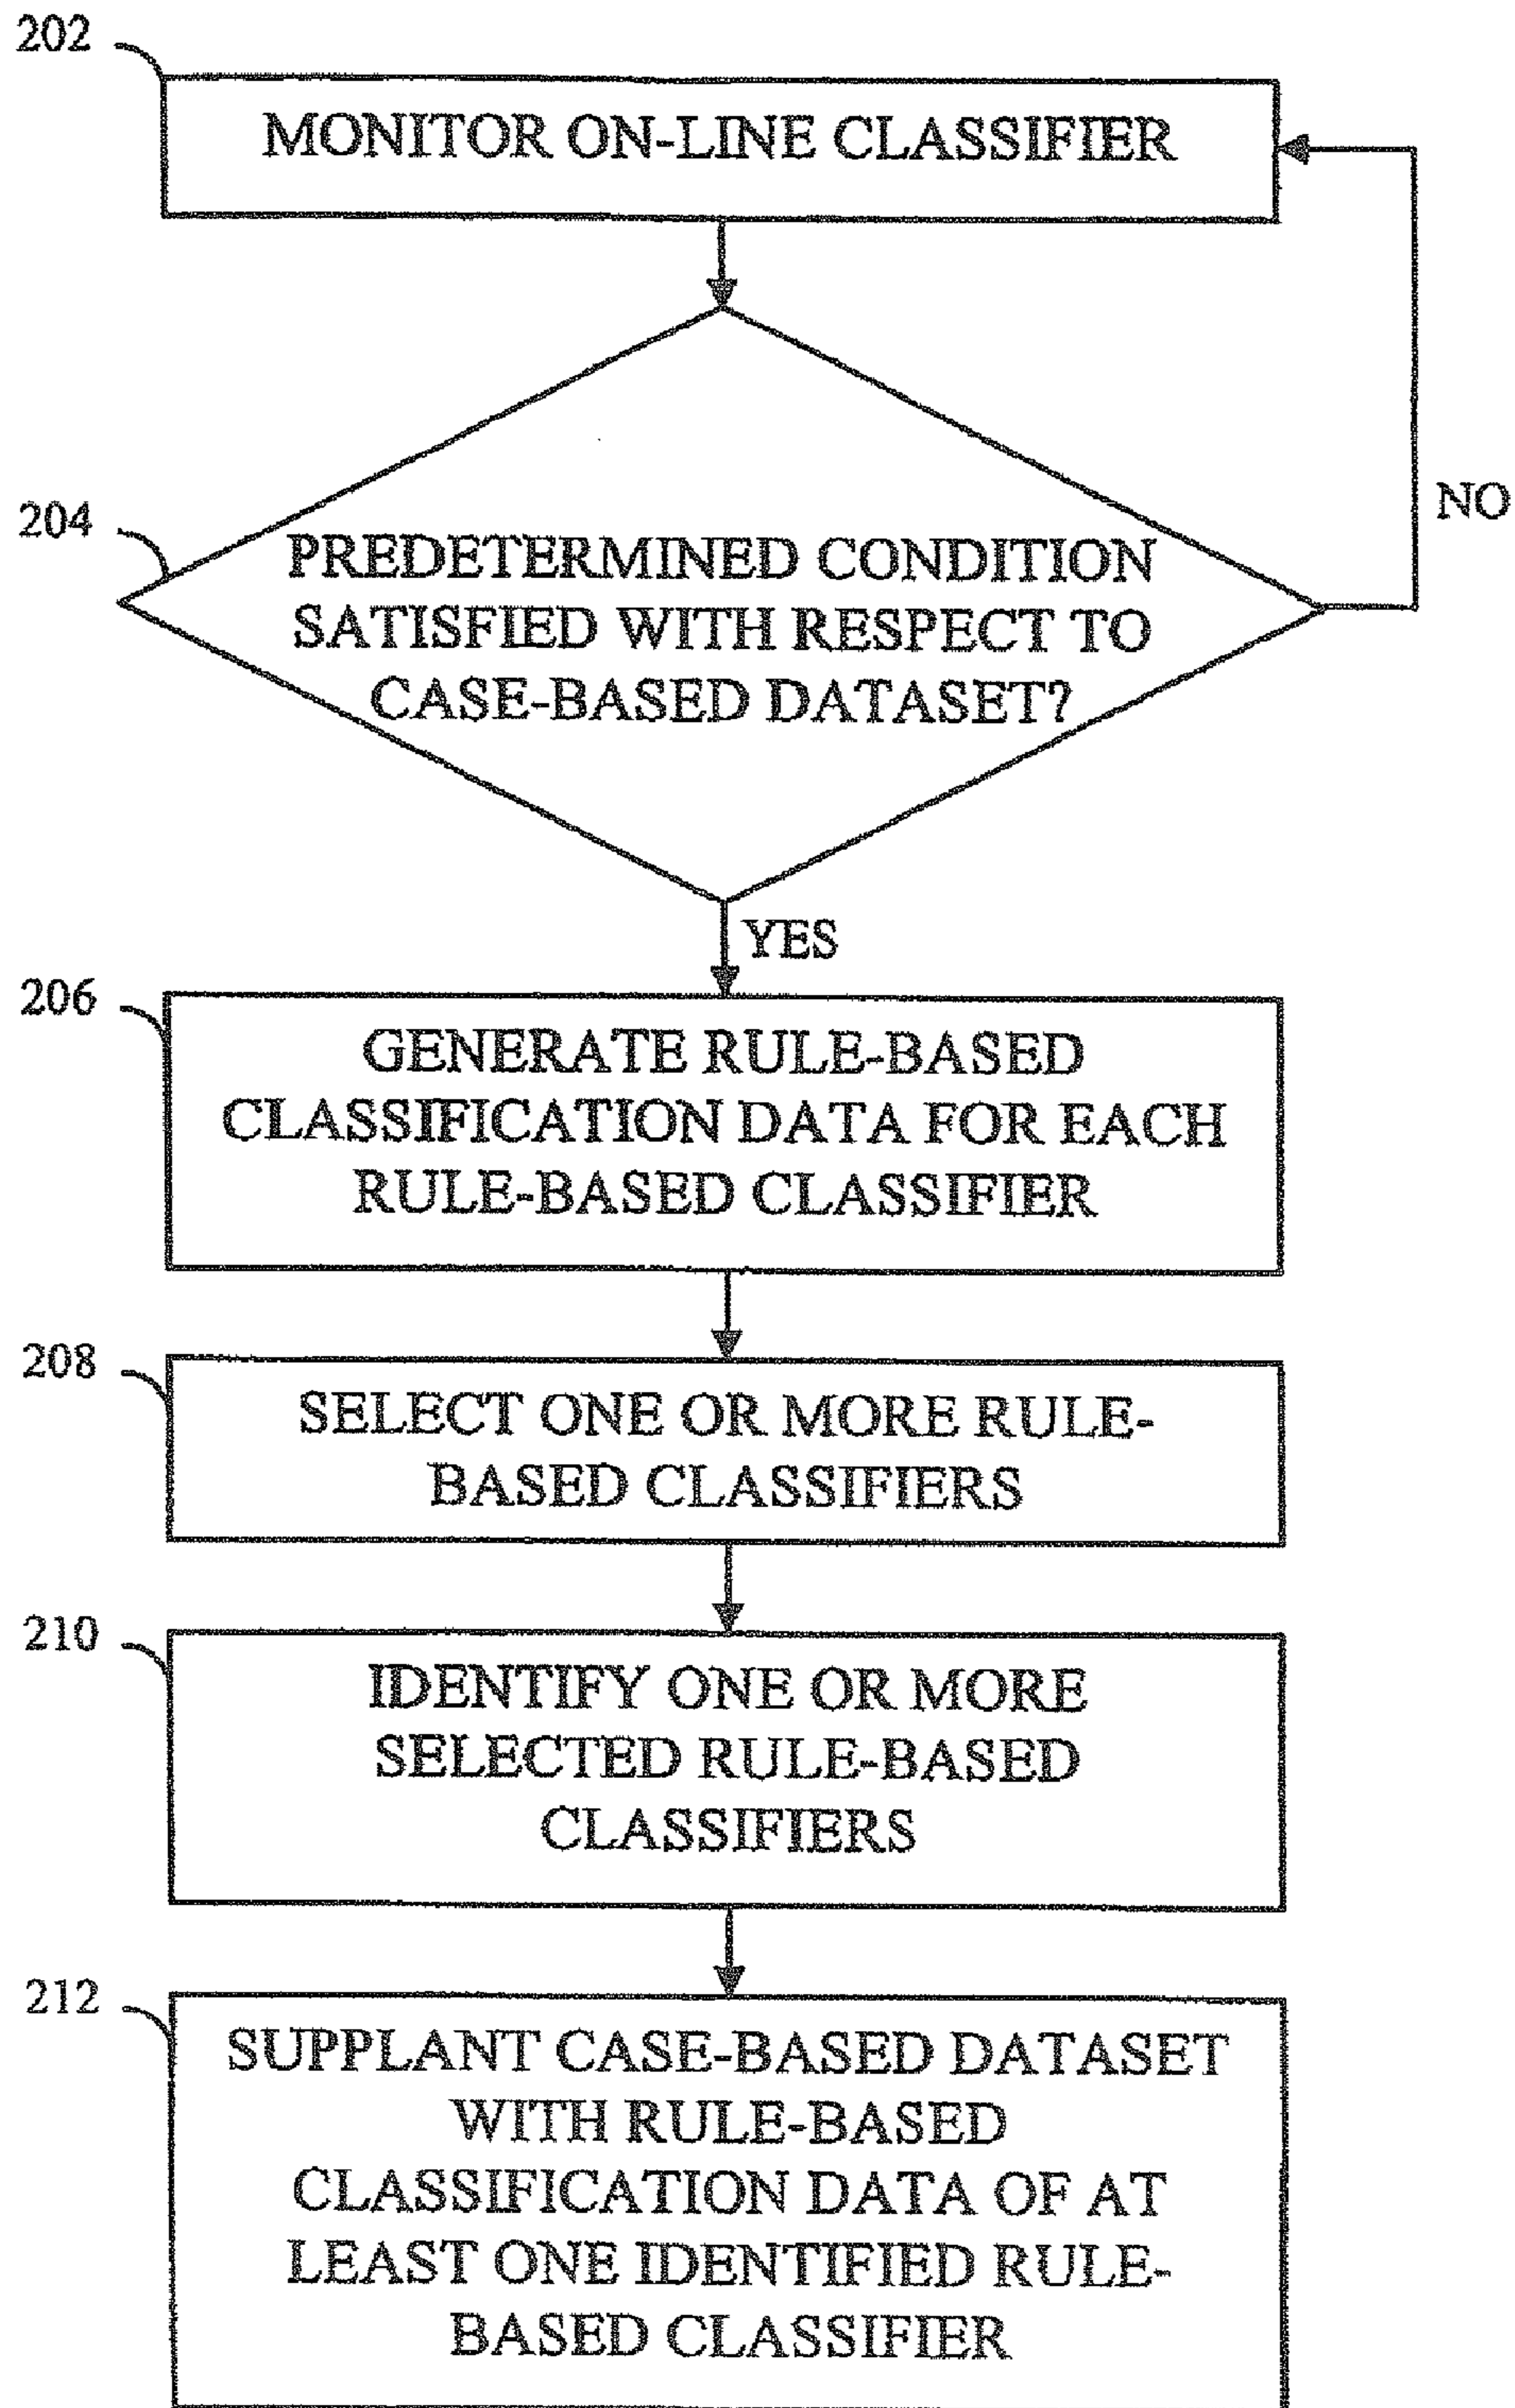 202
MONITOR ON-LINE CLASSIFIER
204
PREDETERMINED CONDITION
SATISFIED WITH RESPECT TO
CASE-BASED DATASET?
NO
YES
206
GENERATE RULE-BASED
CLASSIFICATION DATA FOR EACH
RULE-BASED CLASSIFIER
208
SELECT ONE OR MORE RULE-
BASED CLASSIFIERS
210
IDENTIFY ONE OR MORE
SELECTED RULE-BASED
CLASSIFIERS
212
SUPPLANT CASE-BASED DATASET
WITH RULE-BASED
CLASSIFICATION DATA OF AT
LEAST ONE IDENTIFIED RULE-
BASED CLASSIFIER